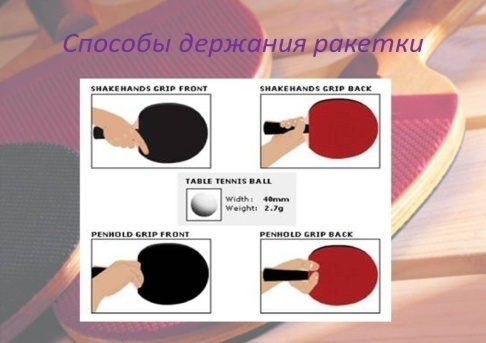 Способы держания ракетки
SHAKEHANDS GRIP FRONT
SHAKEHANDS GRIP BACK
TABLE TENNIS BALL
Width: 40mm
Weight: 2.7g
PENHOLD GRIP FRONT
PENHOLD GRIP BACK